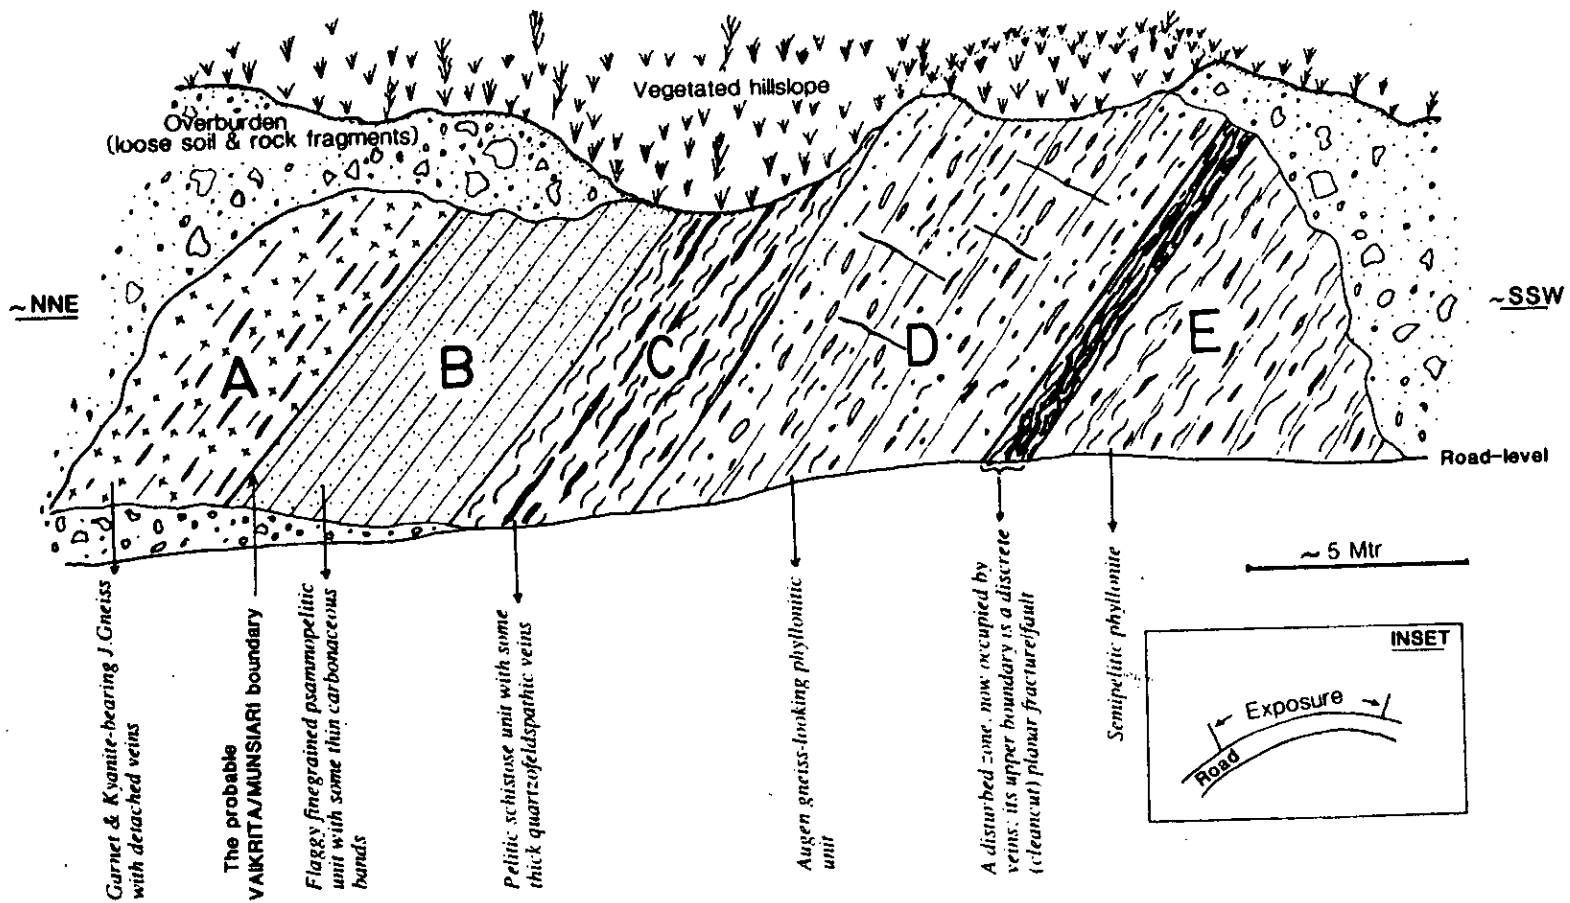 Vegetated hillslope
Overburden
(loose soil & rock fragments)
~NNE
~SSW
A
B
C
D
E
Road-level
~ 5 Mtr
INSET
Exposure
Road
Garnet & Kyanite-bearing J.Gneiss
with detached veins
The probable
VAIKRITA/MUNSIARI boundary
Flaggy finegrained psammopelitic
unit with some thin carbonaceous
bands
Pelitic schistose unit with some
thick quartzofeldspathic veins
Augen gneiss-looking phyllonitic
unit
A disturbed zone, now occupied by
veins; its upper boundary is a discrete
(cleancut) planar fracture/fault
Semipelitic phyllonite